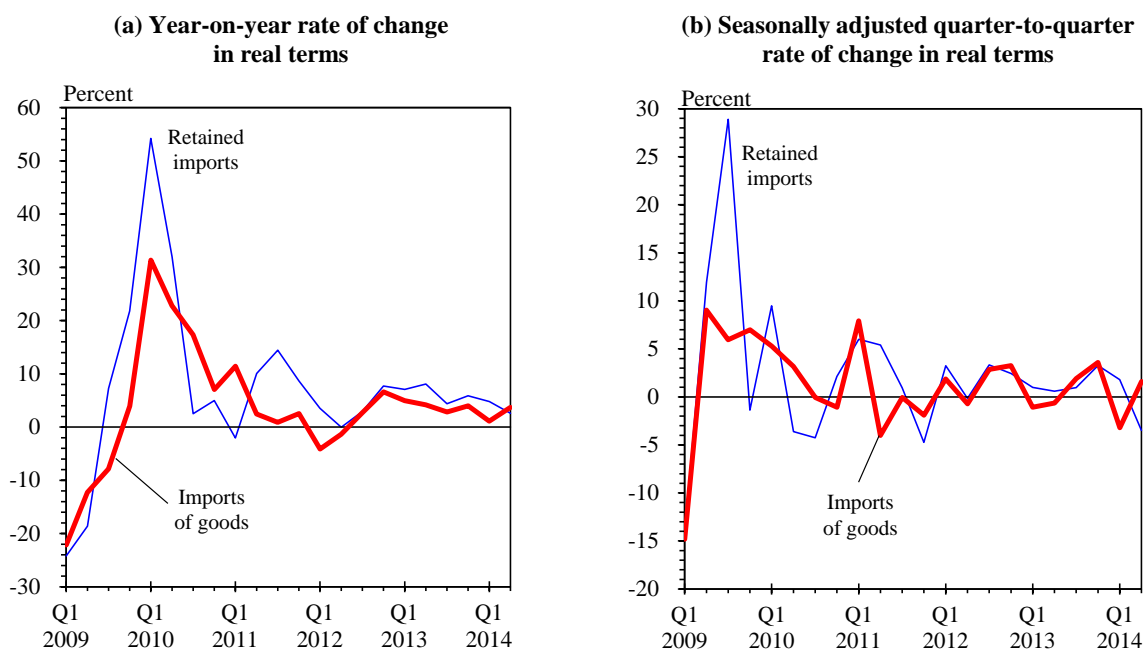 (a) Year-on-year rate of change
in real terms
Percent
60
50
40
30
20
10
0
-10
-20
-30
Retained
imports
Imports
of goods
Q1 Q1 Q1 Q1 Q1 Q1
2009 2010 2011 2012 2013 2014
(b) Seasonally adjusted quarter-to-quarter
rate of change in real terms
Percent
30
25
20
15
10
5
0
-5
-10
-15
-20
Retained
imports
Imports
of goods
Q1 Q1 Q1 Q1 Q1 Q1
2009 2010 2011 2012 2013 2014